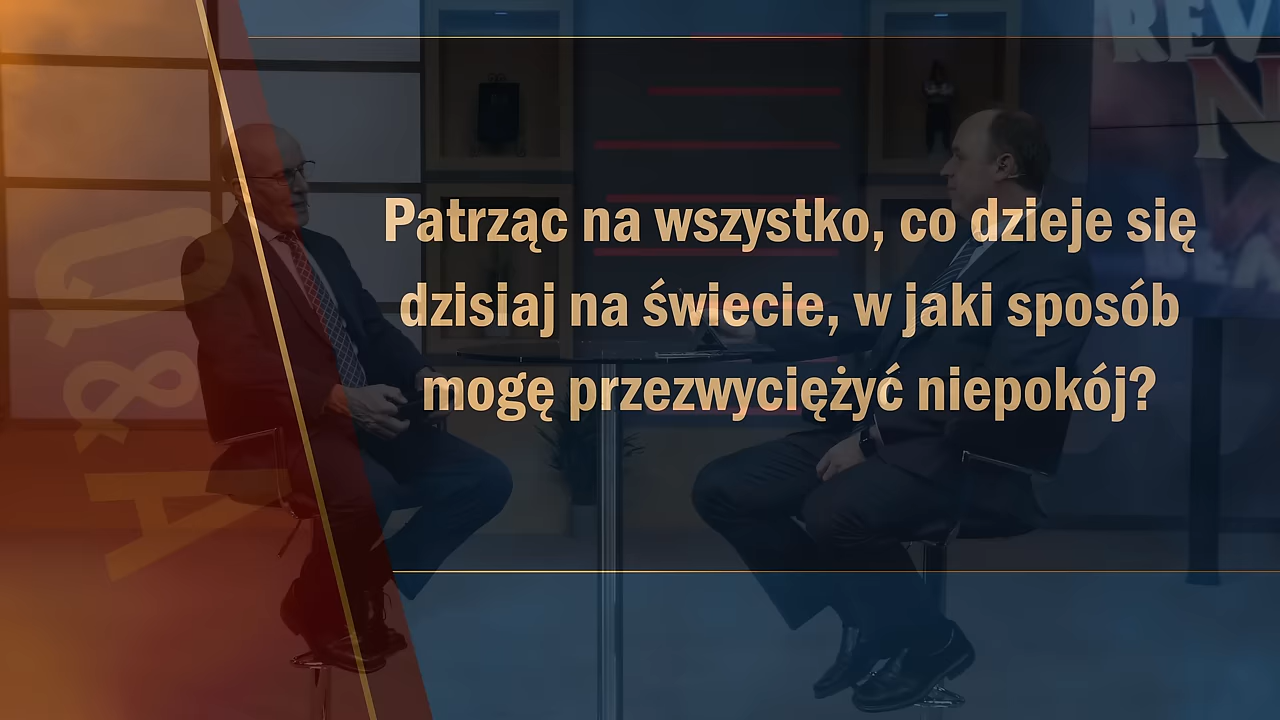 Patrząc na wszystko, co dzieje się
dzisiaj na świecie, w jaki sposób
mogę przezwyciężyć niepokój?
Q&A